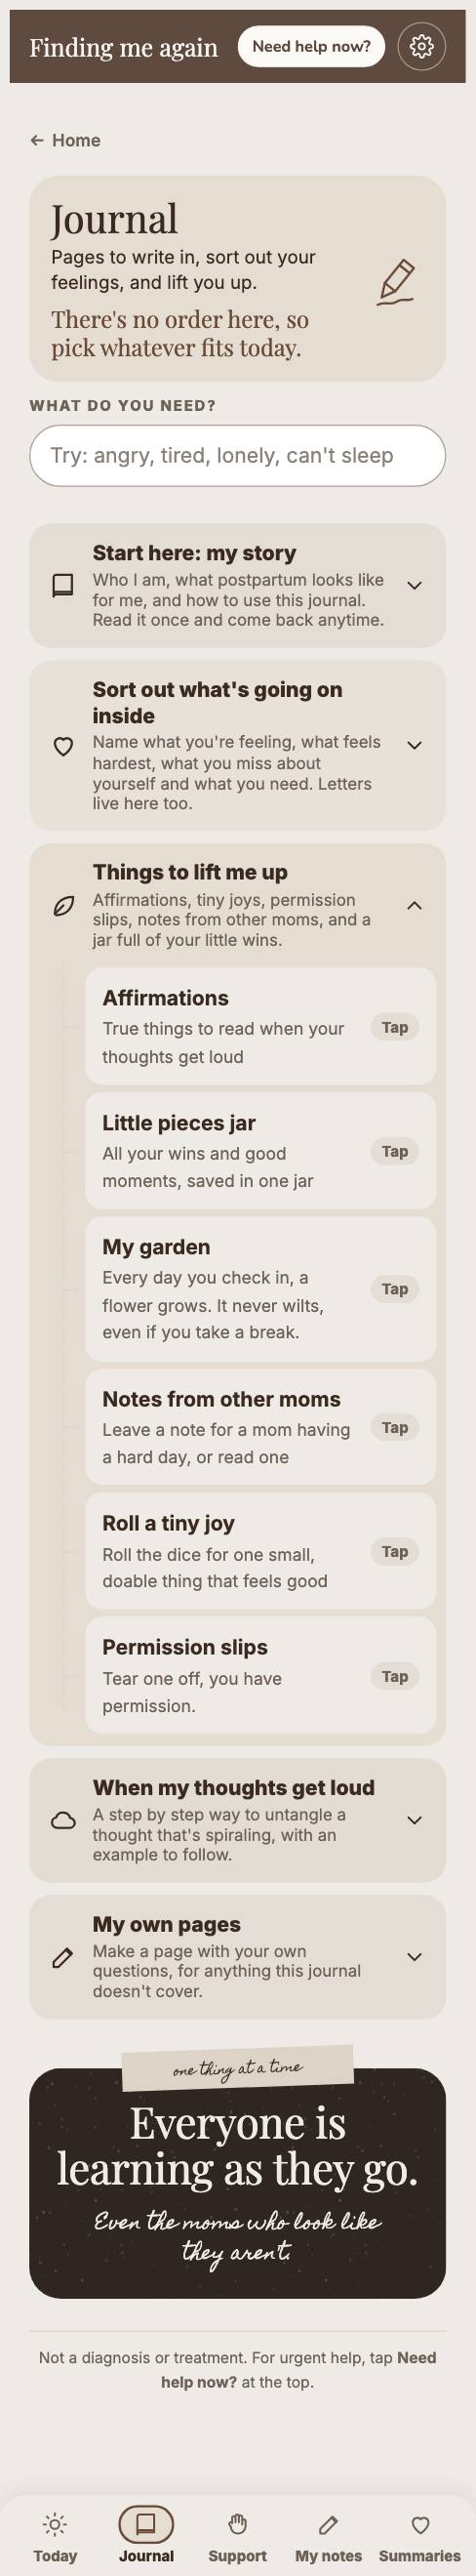 Finding me again
Need help now?
← Home
Journal
Pages to write in, sort out your
feelings, and lift you up.
There's no order here, so
pick whatever fits today.
WHAT DO YOU NEED?
Try: angry, tired, lonely, can't sleep
Start here: my story
Who I am, what postpartum looks like
for me, and how to use this journal.
Read it once and come back anytime.
Sort out what's going on
inside
Name what you're feeling, what feels
hardest, what you miss about
yourself and what you need. Letters
live here too.
Things to lift me up
Affirmations, tiny joys, permission
slips, notes from other moms, and a
jar full of your little wins.
Affirmations
True things to read when your
thoughts get loud
Tap
Little pieces jar
All your wins and good
moments, saved in one jar
Tap
My garden
Every day you check in, a
flower grows. It never wilts,
even if you take a break.
Tap
Notes from other moms
Leave a note for a mom having
a hard day, or read one
Tap
Roll a tiny joy
Roll the dice for one small,
doable thing that feels good
Tap
Permission slips
Tear one off, you have
permission.
Tap
When my thoughts get loud
A step by step way to untangle a
thought that's spiraling, with an
example to follow.
My own pages
Make a page with your own
questions, for anything this journal
doesn't cover.
one thing at a time
Everyone is
learning as they go.
Even the moms who look like
they aren't.
Not a diagnosis or treatment. For urgent help, tap Need
help now? at the top.
Today
Journal
Support
My notes
Summaries